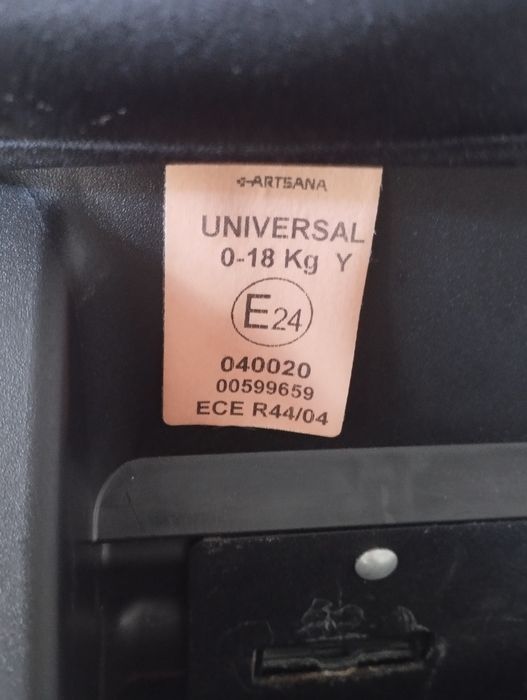 ARTSANA
UNIVERSAL
0-18 Kg Y
E24
040020
00599659
ECE R44/04